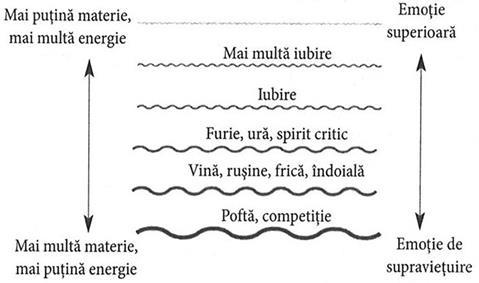 Mai puțină materie,
mai multă energie
Emoție
superioară
Mai multă iubire
Iubire
Furie, ură, spirit critic
Vină, rușine, frică, îndoială
Poftă, competiție
Mai multă materie,
mai puțină energie
Emoție de
supraviețuire